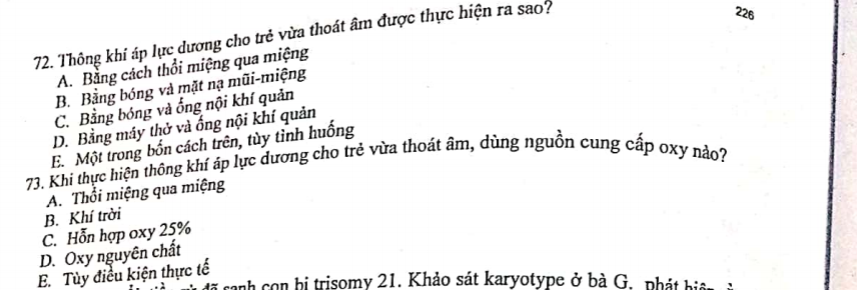 226
72. Thông khí áp lực dương cho trẻ vừa thoát âm được thực hiện ra sao?
A. Bằng cách thổi miệng qua miệng
B. Bằng bóng và mặt nạ mũi-miệng
C. Bằng bóng và ống nội khí quản
D. Bằng máy thở và ống nội khí quản
E. Một trong bốn cách trên, tùy tình huống
73. Khi thực hiện thông khí áp lực dương cho trẻ vừa thoát âm, dùng nguồn cung cấp oxy nào?
A. Thổi miệng qua miệng
B. Khí trời
C. Hỗn hợp oxy 25%
D. Oxy nguyên chất
E. Tùy điều kiện thực tế
đã sanh con bị trisomy 21. Khảo sát karyotype ở bà G. phát